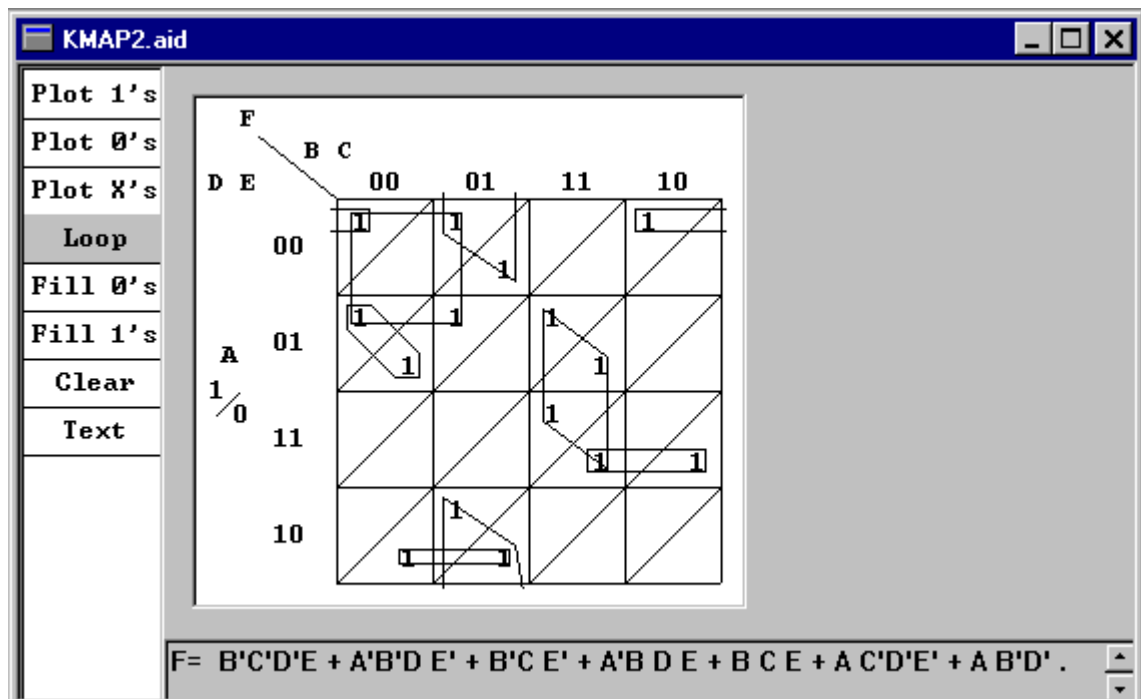 KMAP2.aid
Plot 1's
Plot 0's
Plot X's
Loop
Fill 0's
Fill 1's
Clear
Text
F
B C
D E
00 01 11 10
00
1 1 1
1
01
1 1 1
1 1
A
1/0
11
1
1 1
10
1
1 1
F= B'C'D'E + A'B'D E' + B'C E' + A'B D E + B C E + A C'D'E' + A B'D' .